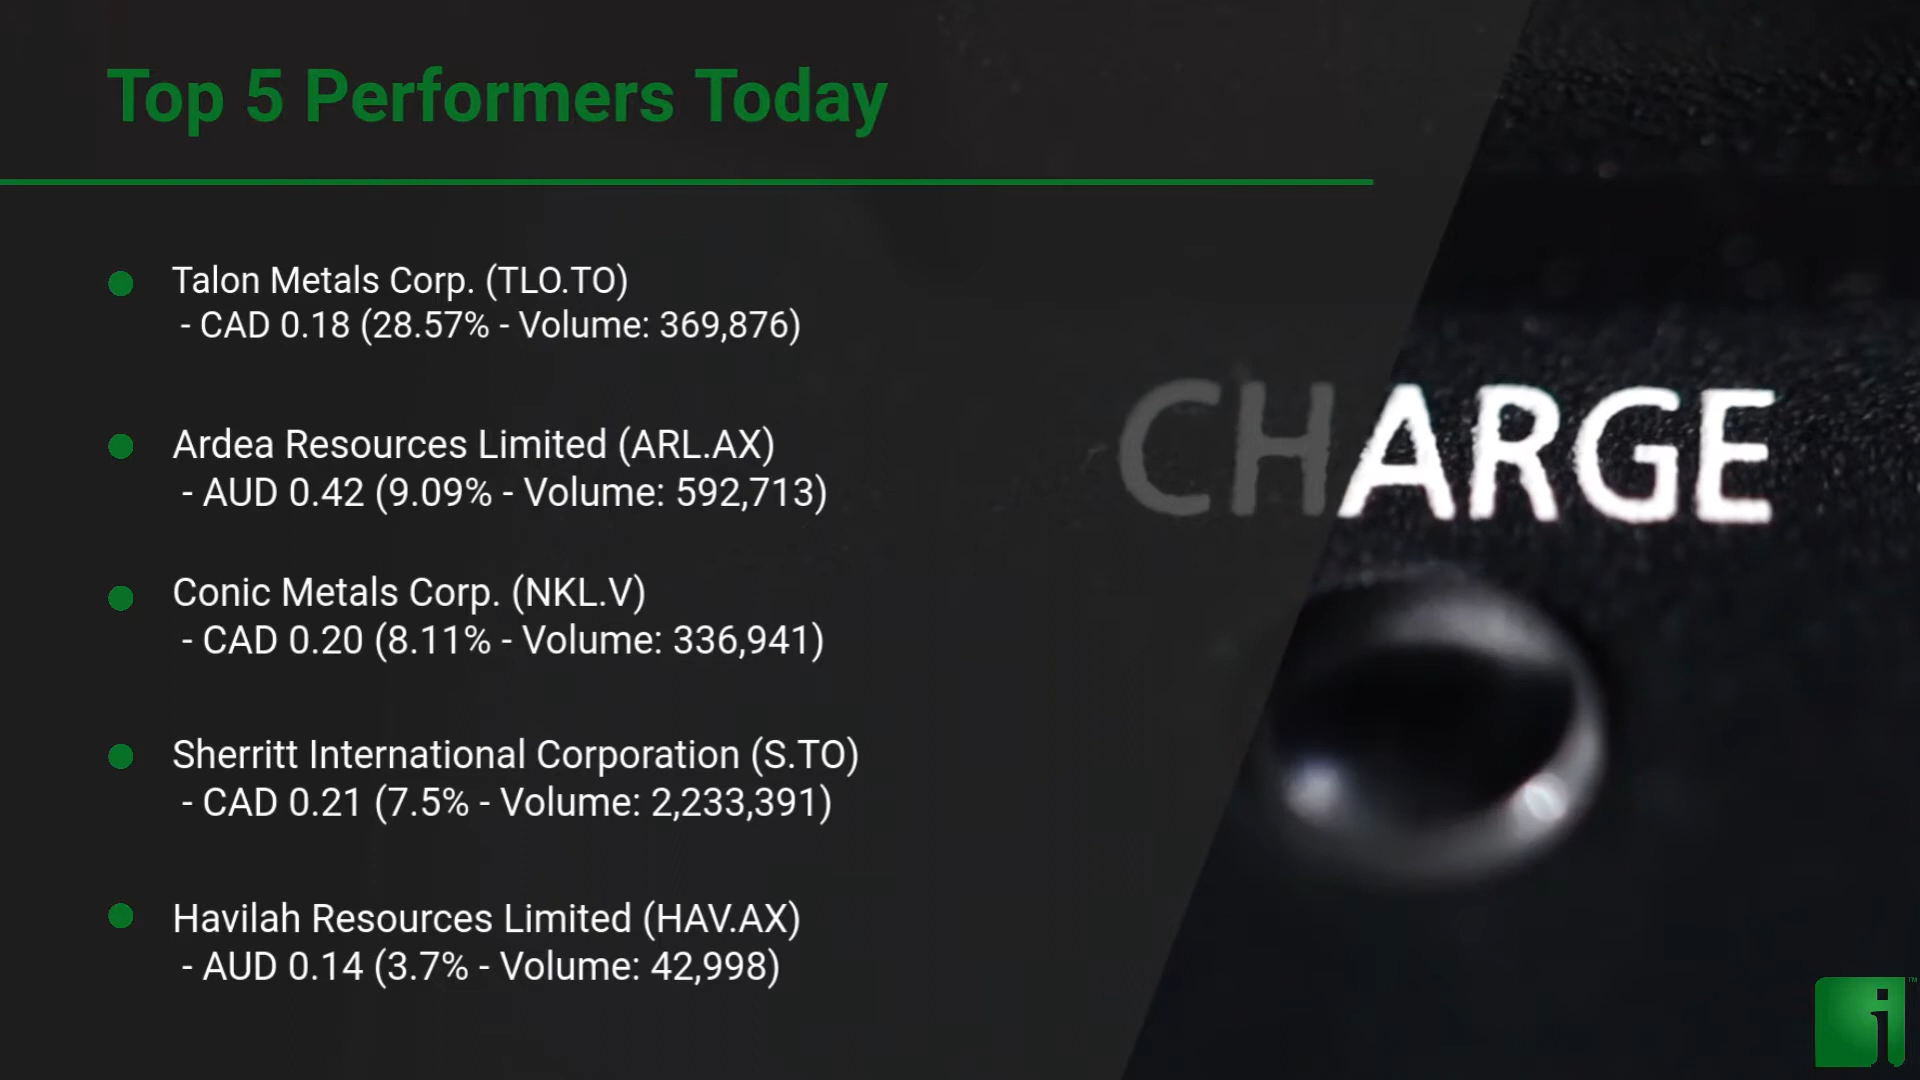 Top 5 Performers Today
Talon Metals Corp. (TLO.TO)
- CAD 0.18 (28.57% - Volume: 369,876)
Ardea Resources Limited (ARL.AX)
- AUD 0.42 (9.09% - Volume: 592,713)
Conic Metals Corp. (NKL.V)
- CAD 0.20 (8.11% - Volume: 336,941)
Sherritt International Corporation (S.TO)
- CAD 0.21 (7.5% - Volume: 2,233,391)
Havilah Resources Limited (HAV.AX)
- AUD 0.14 (3.7% - Volume: 42,998)
CHARGE
i
TM